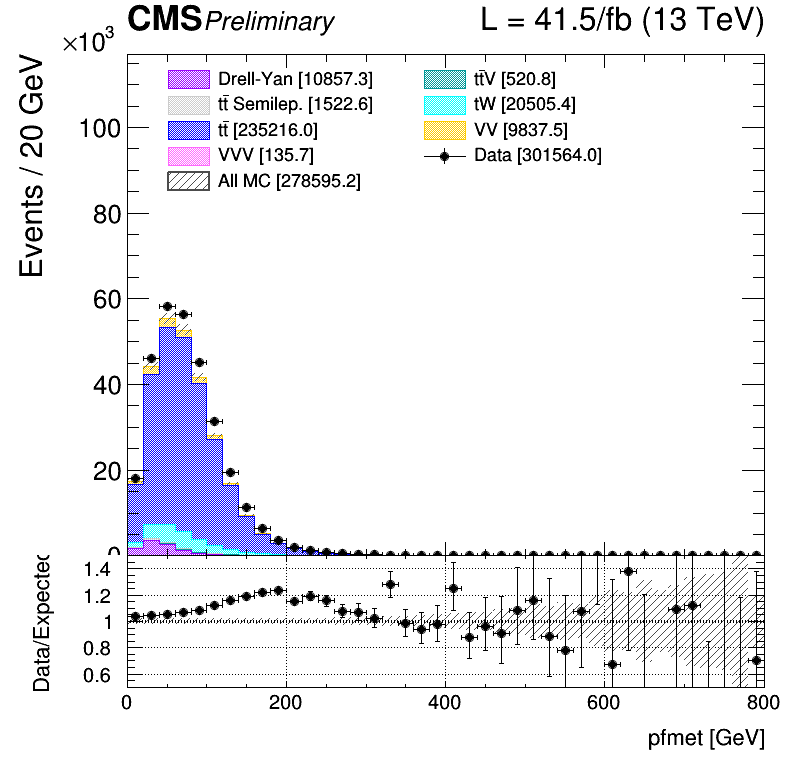 CMS Preliminary L = 41.5/fb (13 TeV)
×10³
Events / 20 GeV
Drell-Yan [10857.3]
tt̄ Semilep. [1522.6]
tt̄ [235216.0]
VVV [135.7]
All MC [278595.2]
tt̄V [520.8]
tW [20505.4]
VV [9837.5]
Data [301564.0]
100
80
60
40
20
0
Data/Expected
1.4
1.2
1
0.8
0.6
0 200 400 600 800
pfmet [GeV]